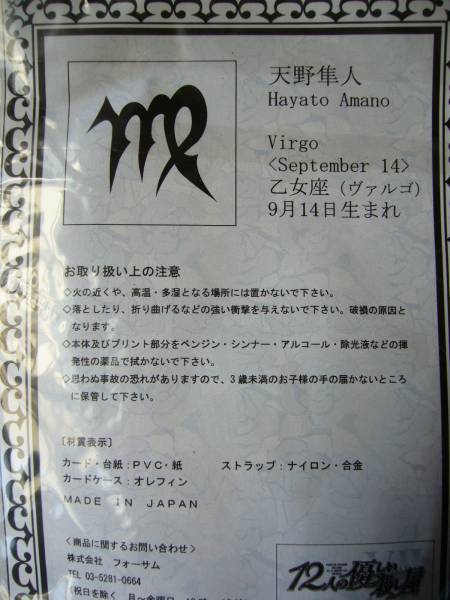 天野隼人
Hayato Amano
Virgo
<September 14>
乙女座（ヴァルゴ）
9月14日生まれ
お取り扱い上の注意
◇火の近くや、高温・多湿となる場所には置かないで下さい。
◇落としたり、折り曲げるなどの強い衝撃を与えないで下さい。破損の原因と
なります。
◇本体及びプリント部分をベンジン・シンナー・アルコール・除光液などの揮
発性の薬品で拭かないで下さい。
◇思わぬ事故の恐れがありますので、3歳未満のお子様の手の届かないところ
に保管して下さい。
〔材質表示〕
カード・台紙：ＰＶＣ・紙　　ストラップ：ナイロン・合金
カードケース：オレフィン
ＭＡＤＥ　ＩＮ　ＪＡＰＡＮ
〈商品に関するお問い合わせ〉
株式会社　フォーサム
TEL 03-5281-0664
（祝日を除く　月～金曜日
12人の優しい殺し屋